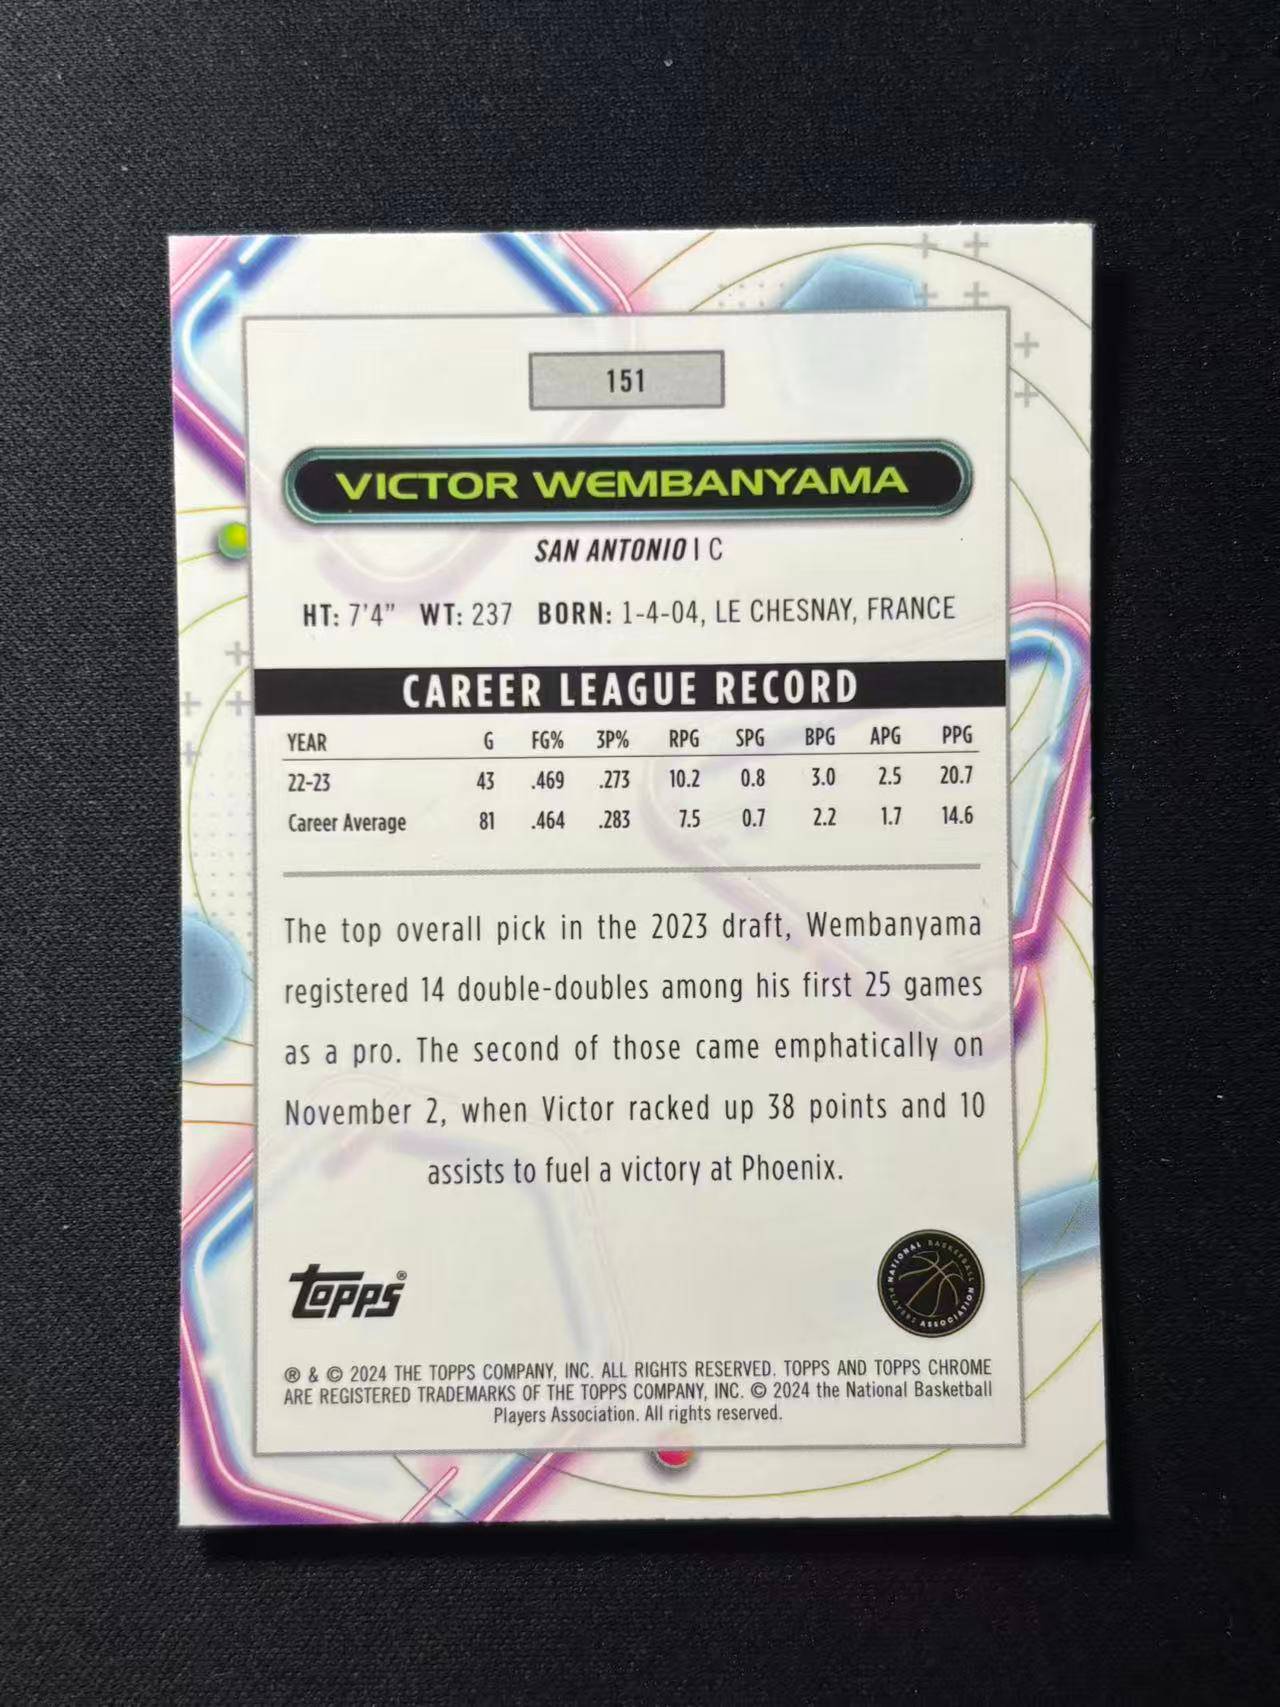 151
VICTOR WEMBANYAMA
SAN ANTONIO | C
HT: 7'4" WT: 237 BORN: 1-4-04, LE CHESNAY, FRANCE
CAREER LEAGUE RECORD
YEAR G FG% 3P% RPG SPG BPG APG PPG
22-23 43 .469 .273 10.2 0.8 3.0 2.5 20.7
Career Average 81 .464 .283 7.5 0.7 2.2 1.7 14.6
The top overall pick in the 2023 draft, Wembanyama
registered 14 double-doubles among his first 25 games
as a pro. The second of those came emphatically on
November 2, when Victor racked up 38 points and 10
assists to fuel a victory at Phoenix.
topps®
NATIONAL BASKETBALL
PLAYERS ASSOCIATION
® & © 2024 THE TOPPS COMPANY, INC. ALL RIGHTS RESERVED. TOPPS AND TOPPS CHROME
ARE REGISTERED TRADEMARKS OF THE TOPPS COMPANY, INC. © 2024 the National Basketball
Players Association. All rights reserved.